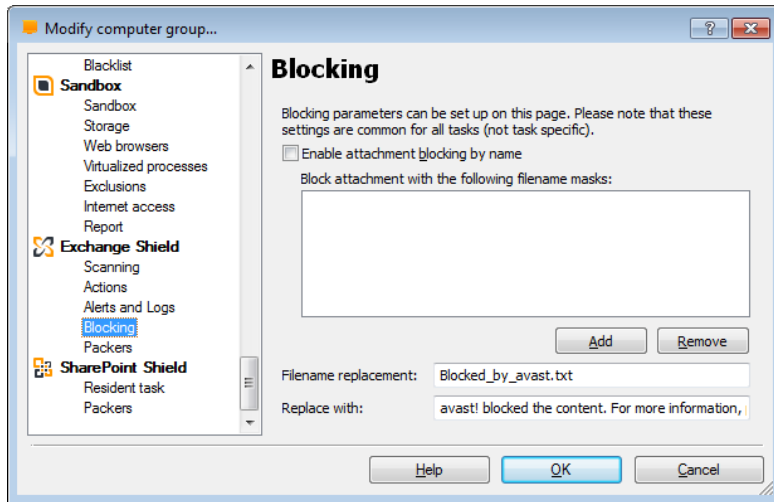 Modify computer group...
Blacklist
Sandbox
Sandbox
Storage
Web browsers
Virtualized processes
Exclusions
Internet access
Report
Exchange Shield
Scanning
Actions
Alerts and Logs
Blocking
Packers
SharePoint Shield
Resident task
Packers
Blocking
Blocking parameters can be set up on this page. Please note that these
settings are common for all tasks (not task specific).
Enable attachment blocking by name
Block attachment with the following filename masks:
Add Remove
Filename replacement: Blocked_by_avast.txt
Replace with: avast! blocked the content. For more information,
Help OK Cancel